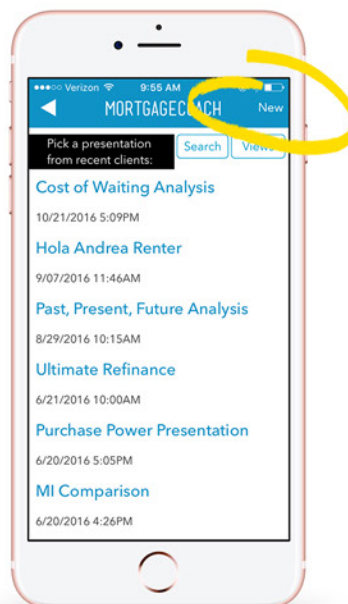 Verizon 9:55 AM
MORTGAGECOACH New
Pick a presentation
from recent clients:
Search Views
Cost of Waiting Analysis
10/21/2016 5:09PM
Hola Andrea Renter
9/07/2016 11:46AM
Past, Present, Future Analysis
8/29/2016 10:15AM
Ultimate Refinance
6/21/2016 10:00AM
Purchase Power Presentation
6/20/2016 5:05PM
MI Comparison
6/20/2016 4:26PM